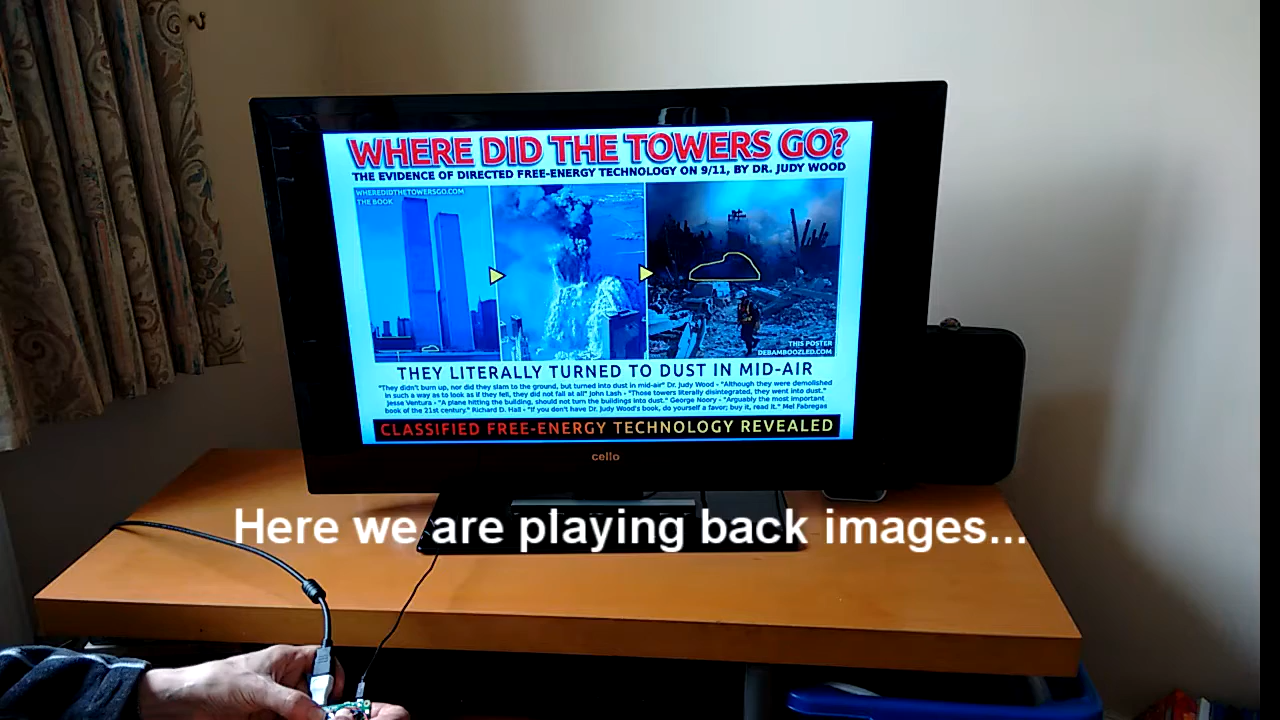 WHERE DID THE TOWERS GO?
THE EVIDENCE OF DIRECTED FREE-ENERGY TECHNOLOGY ON 9/11, BY DR. JUDY WOOD
WHEREDIDTHETOWERSGO.COM
THE BOOK
THIS POSTER
DEBAMBOOZLED.COM
THEY LITERALLY TURNED TO DUST IN MID-AIR
"They didn't burn up, nor did they slam to the ground, but turned into dust in mid-air" Dr. Judy Wood - "Although they were demolished
in such a way as to look as if they fell, they did not fall at all" John Lash - "Those towers literally disintegrated, they went into dust."
Jesse Ventura - "A plane hitting the building, should not turn the buildings into dust." George Noory - "Arguably the most important
book of the 21st century." Richard D. Hall - "If you don't have Dr. Judy Wood's book, do yourself a favor; buy it, read it." Mel Fabregas
CLASSIFIED FREE-ENERGY TECHNOLOGY REVEALED
cello
Here we are playing back images...